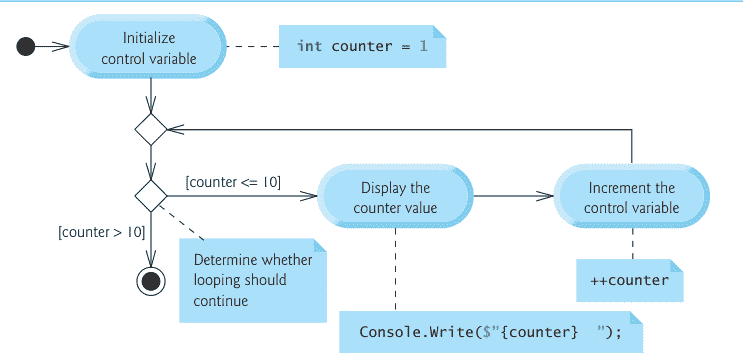 Initialize
control variable
int counter = 1
[counter <= 10]
Display the
counter value
Increment the
control variable
[counter > 10]
Determine whether
looping should
continue
++counter
Console.Write($"{counter}  ");